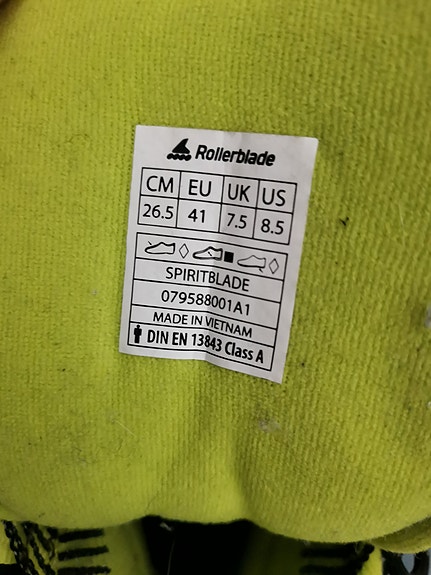 Rollerblade
CM EU UK US
26.5 41 7.5 8.5
SPIRITBLADE
079588001A1
MADE IN VIETNAM
DIN EN 13843 Class A